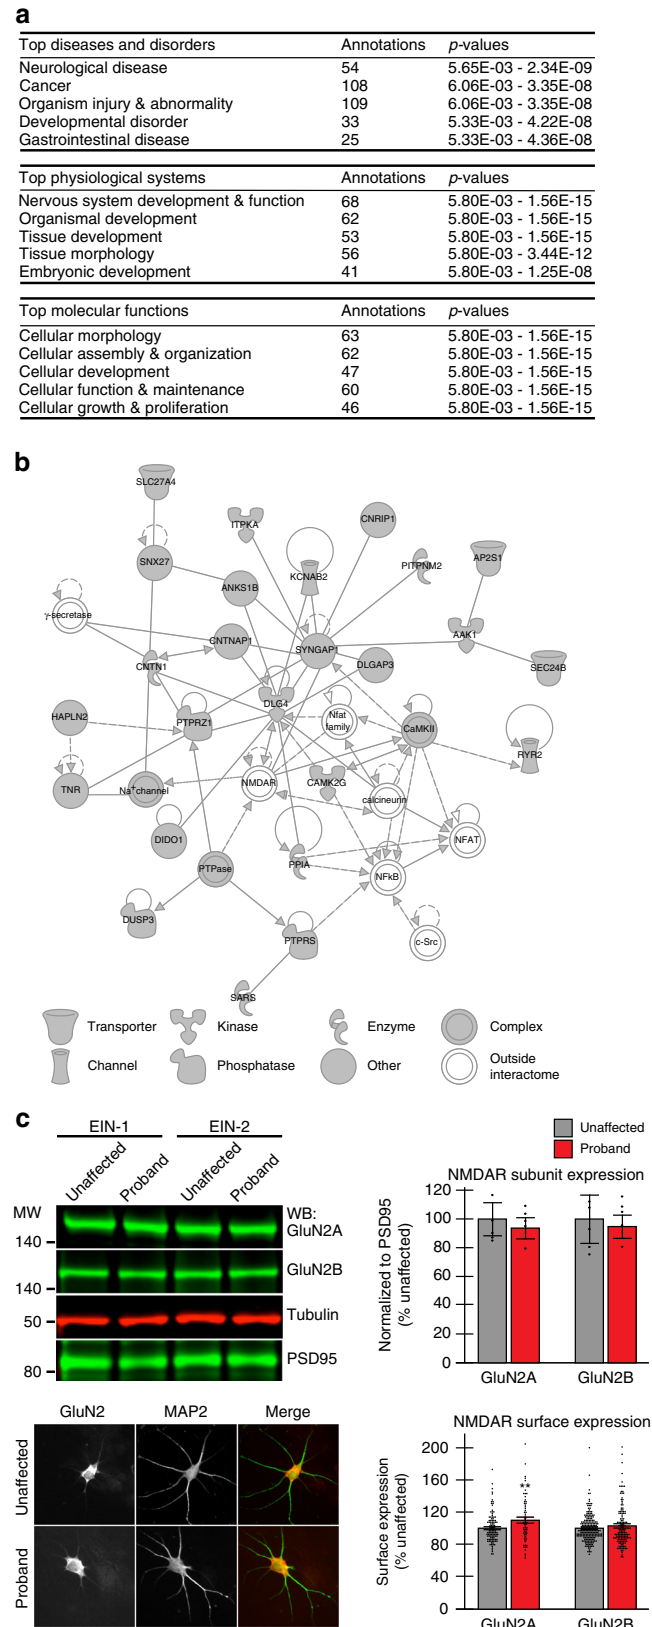 a
Top diseases and disorders Annotations p-values
Neurological disease 54 5.65E-03 - 2.34E-09
Cancer 108 6.06E-03 - 3.35E-08
Organism injury & abnormality 109 6.06E-03 - 3.35E-08
Developmental disorder 33 5.33E-03 - 4.22E-08
Gastrointestinal disease 25 5.33E-03 - 4.36E-08
Top physiological systems Annotations p-values
Nervous system development & function 68 5.80E-03 - 1.56E-15
Organismal development 62 5.80E-03 - 1.56E-15
Tissue development 53 5.80E-03 - 1.56E-15
Tissue morphology 56 5.80E-03 - 3.44E-12
Embryonic development 41 5.80E-03 - 1.25E-08
Top molecular functions Annotations p-values
Cellular morphology 63 5.80E-03 - 1.56E-15
Cellular assembly & organization 62 5.80E-03 - 1.56E-15
Cellular development 47 5.80E-03 - 1.56E-15
Cellular function & maintenance 60 5.80E-03 - 1.56E-15
Cellular growth & proliferation 46 5.80E-03 - 1.56E-15
b
SLC27A4
ITPKA
CNRIP1
SNX27
KCNAB2
PITPNM2
AP2S1
ANKS1B
γ-secretase
CNTNAP1
SYNGAP1
AAK1
CNTN1
DLGAP3
SEC24B
DLG4
HAPLN2
PTPRZ1
Nfat
family
CaMKII
RYR2
TNR
Na+channel
NMDAR
CAMK2G
calcineurin
DIDO1
NFAT
PTPase
PPIA
NFkB
DUSP3
PTPRS
c-Src
SARS
Transporter Kinase Enzyme Complex
Channel Phosphatase Other Outside
interactome
c
EIN-1 EIN-2
Unaffected Proband Unaffected Proband
MW WB:
GluN2A
140
GluN2B
140
Tubulin
50
PSD95
80
Unaffected
Proband
NMDAR subunit expression
Normalized to PSD95
(% unaffected)
120
100
80
60
40
20
0
GluN2A GluN2B
GluN2 MAP2 Merge
Unaffected
Proband
NMDAR surface expression
Surface expression
(% unaffected)
200
160
120
80
40
0
**
GluN2A GluN2B